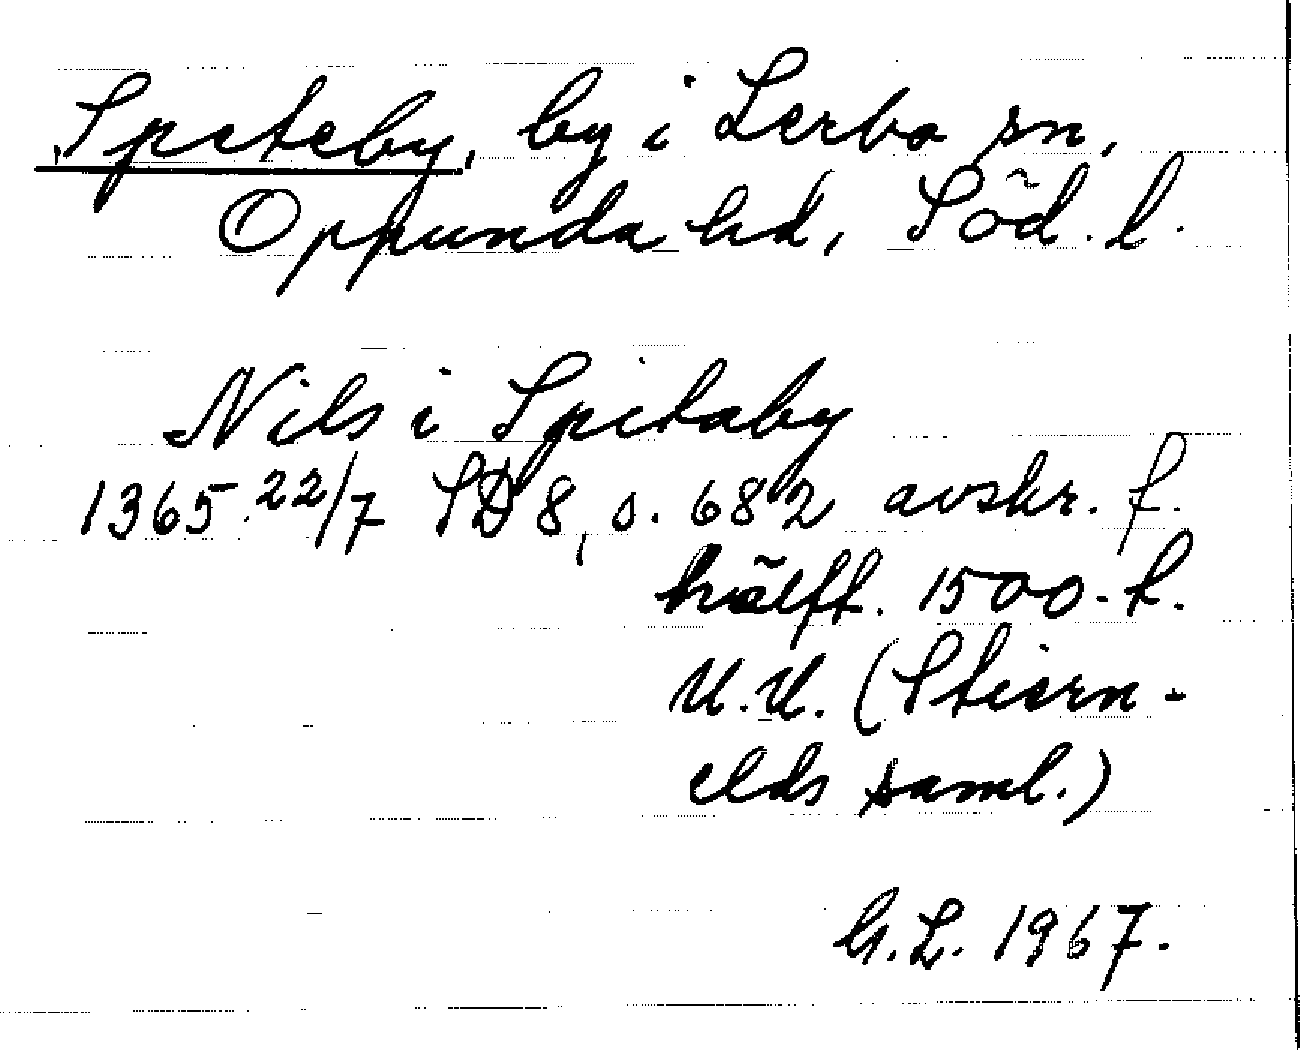 Speteby, by i Lerbo sn,
Oppunda hd, Söd. l.
Nils i Spitaby
1365 22/7 SD 8, s. 682 avskr. f.
hälft. 1500-t.
U.U. (Stiern-
elds saml.)
G.L. 1967.